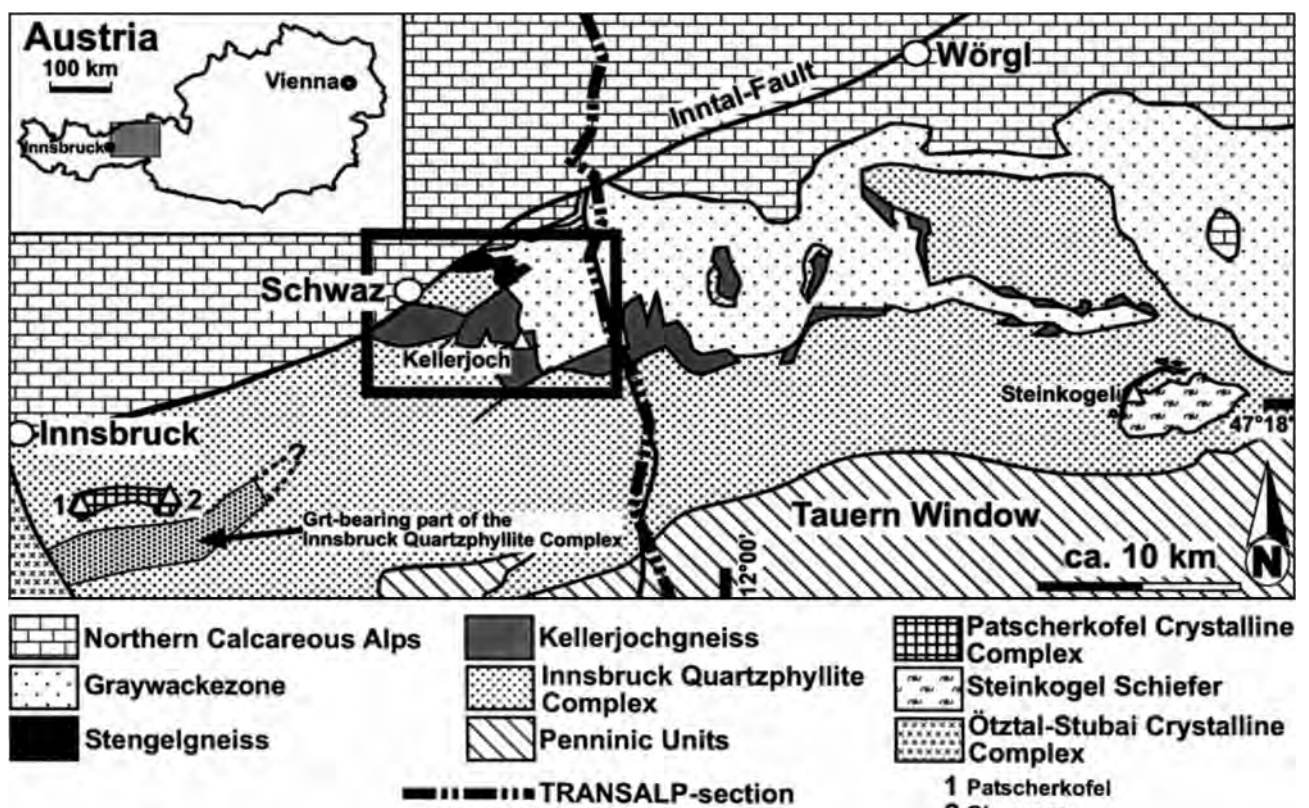 Austria
100 km
Vienna
Innsbruck
Wörgl
Inntal-Fault
Schwaz
Kellerjoch
Steinkogel
47°18'
Innsbruck
1
2
?
Grt-bearing part of the
Innsbruck Quartzphyllite Complex
Tauern Window
12°00'
ca. 10 km
N
Northern Calcareous Alps
Graywackezone
Stengelgneiss
Kellerjochgneiss
Innsbruck Quartzphyllite
Complex
Penninic Units
TRANSALP-section
Patscherkofel Crystalline
Complex
Steinkogel Schiefer
Ötztal-Stubai Crystalline
Complex
1 Patscherkofel